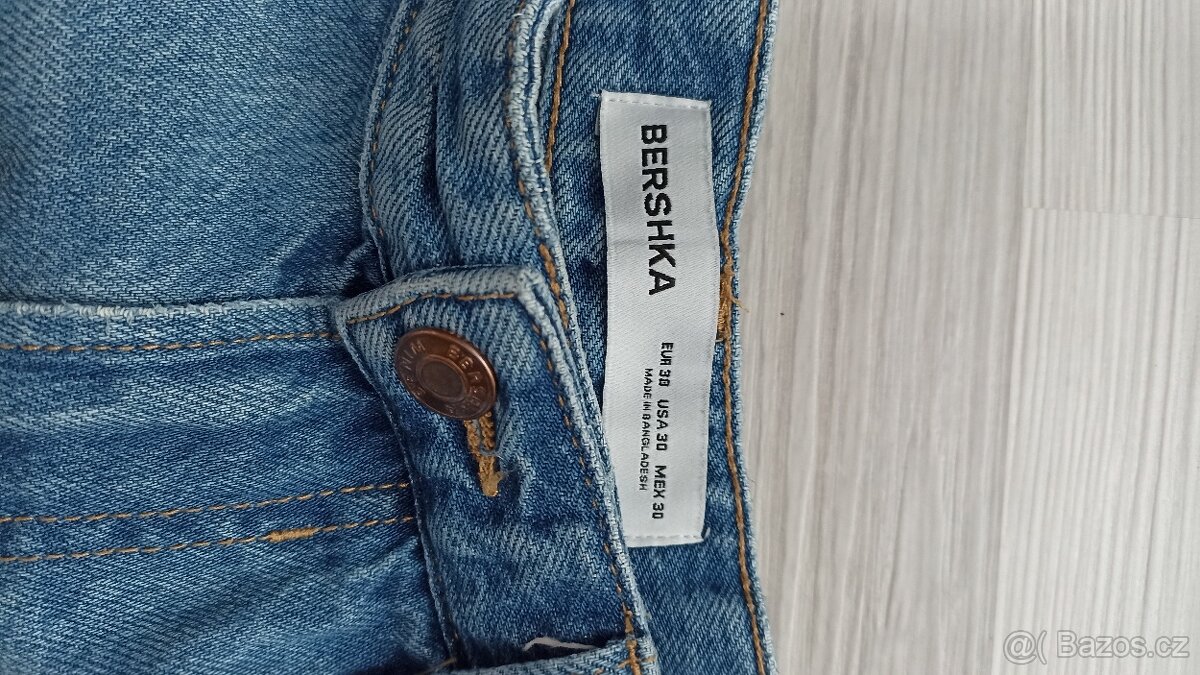 BERSHKA
EUR 38 USA 30 MEX 30
MADE IN BANGLADESH
@( Bazos.cz